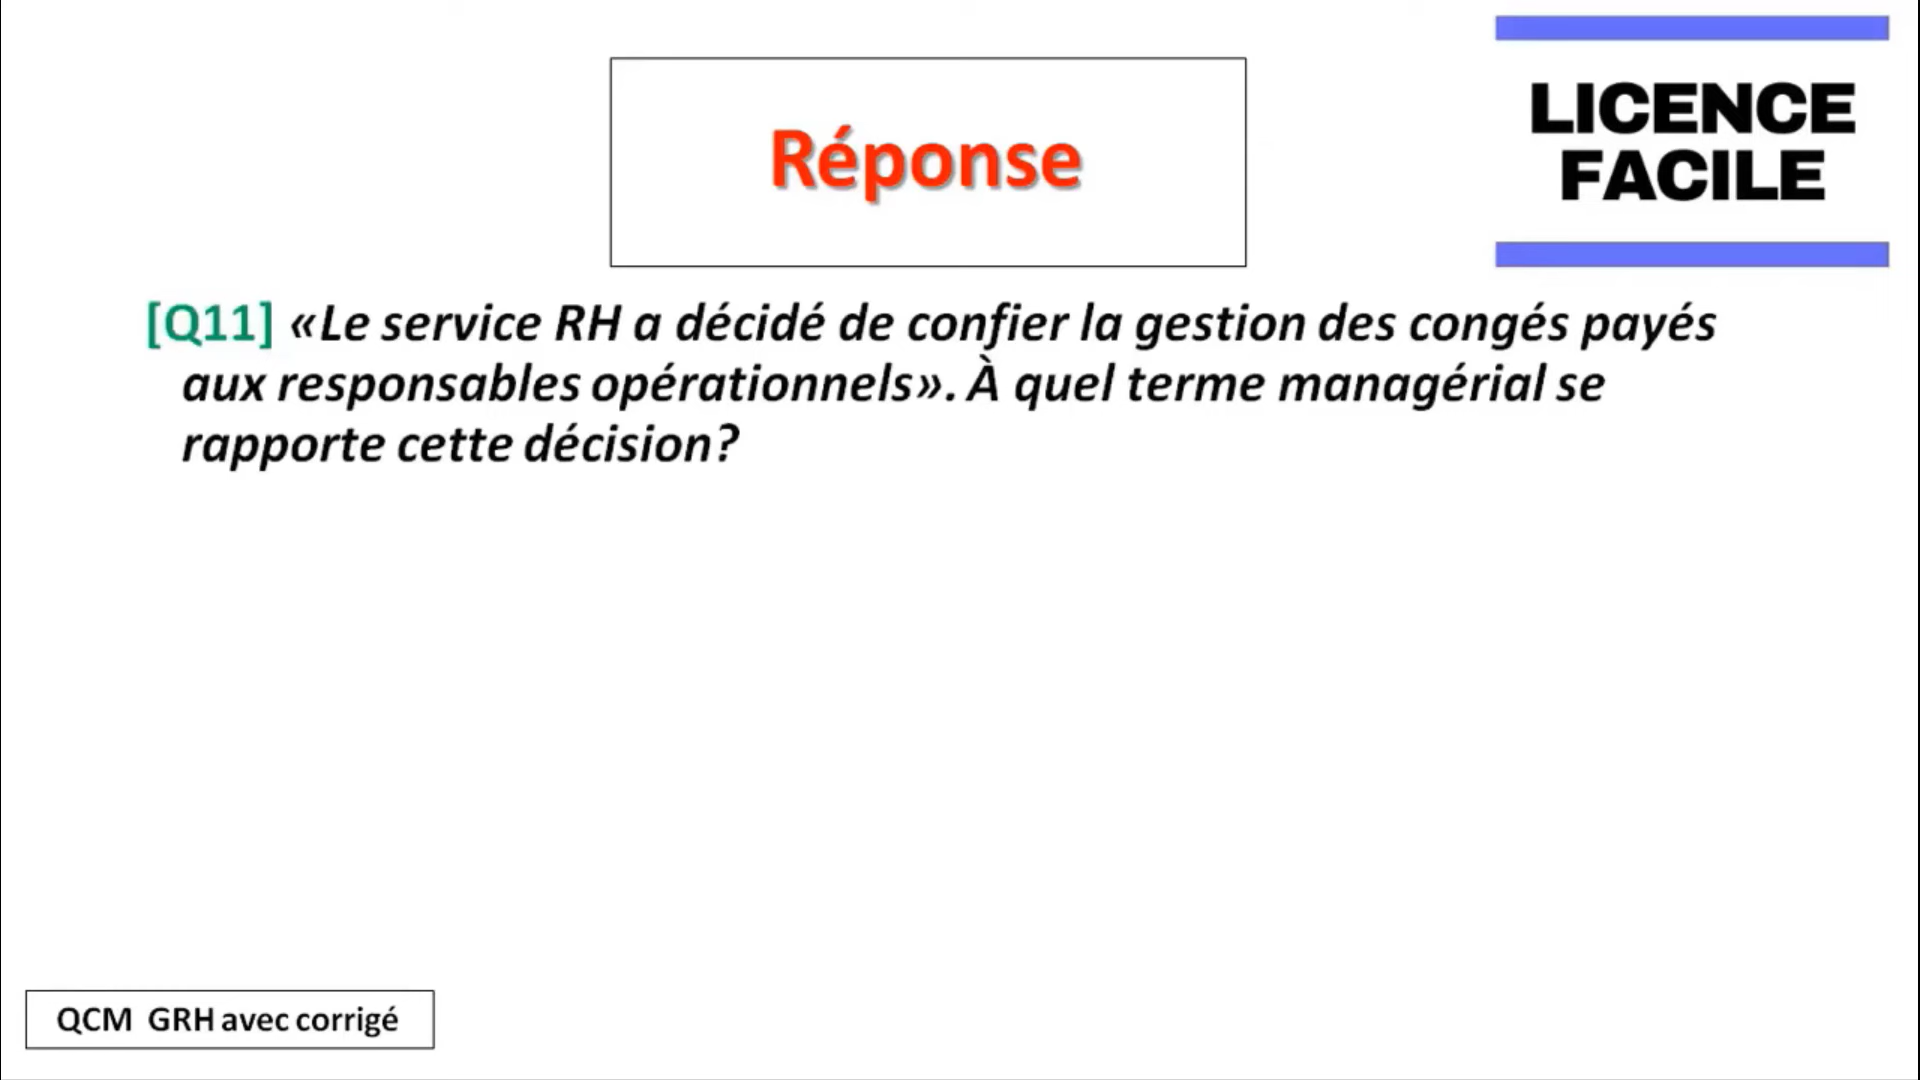 Réponse
LICENCE
FACILE
[Q11] «Le service RH a décidé de confier la gestion des congés payés
aux responsables opérationnels». À quel terme managérial se
rapporte cette décision?
QCM GRH avec corrigé